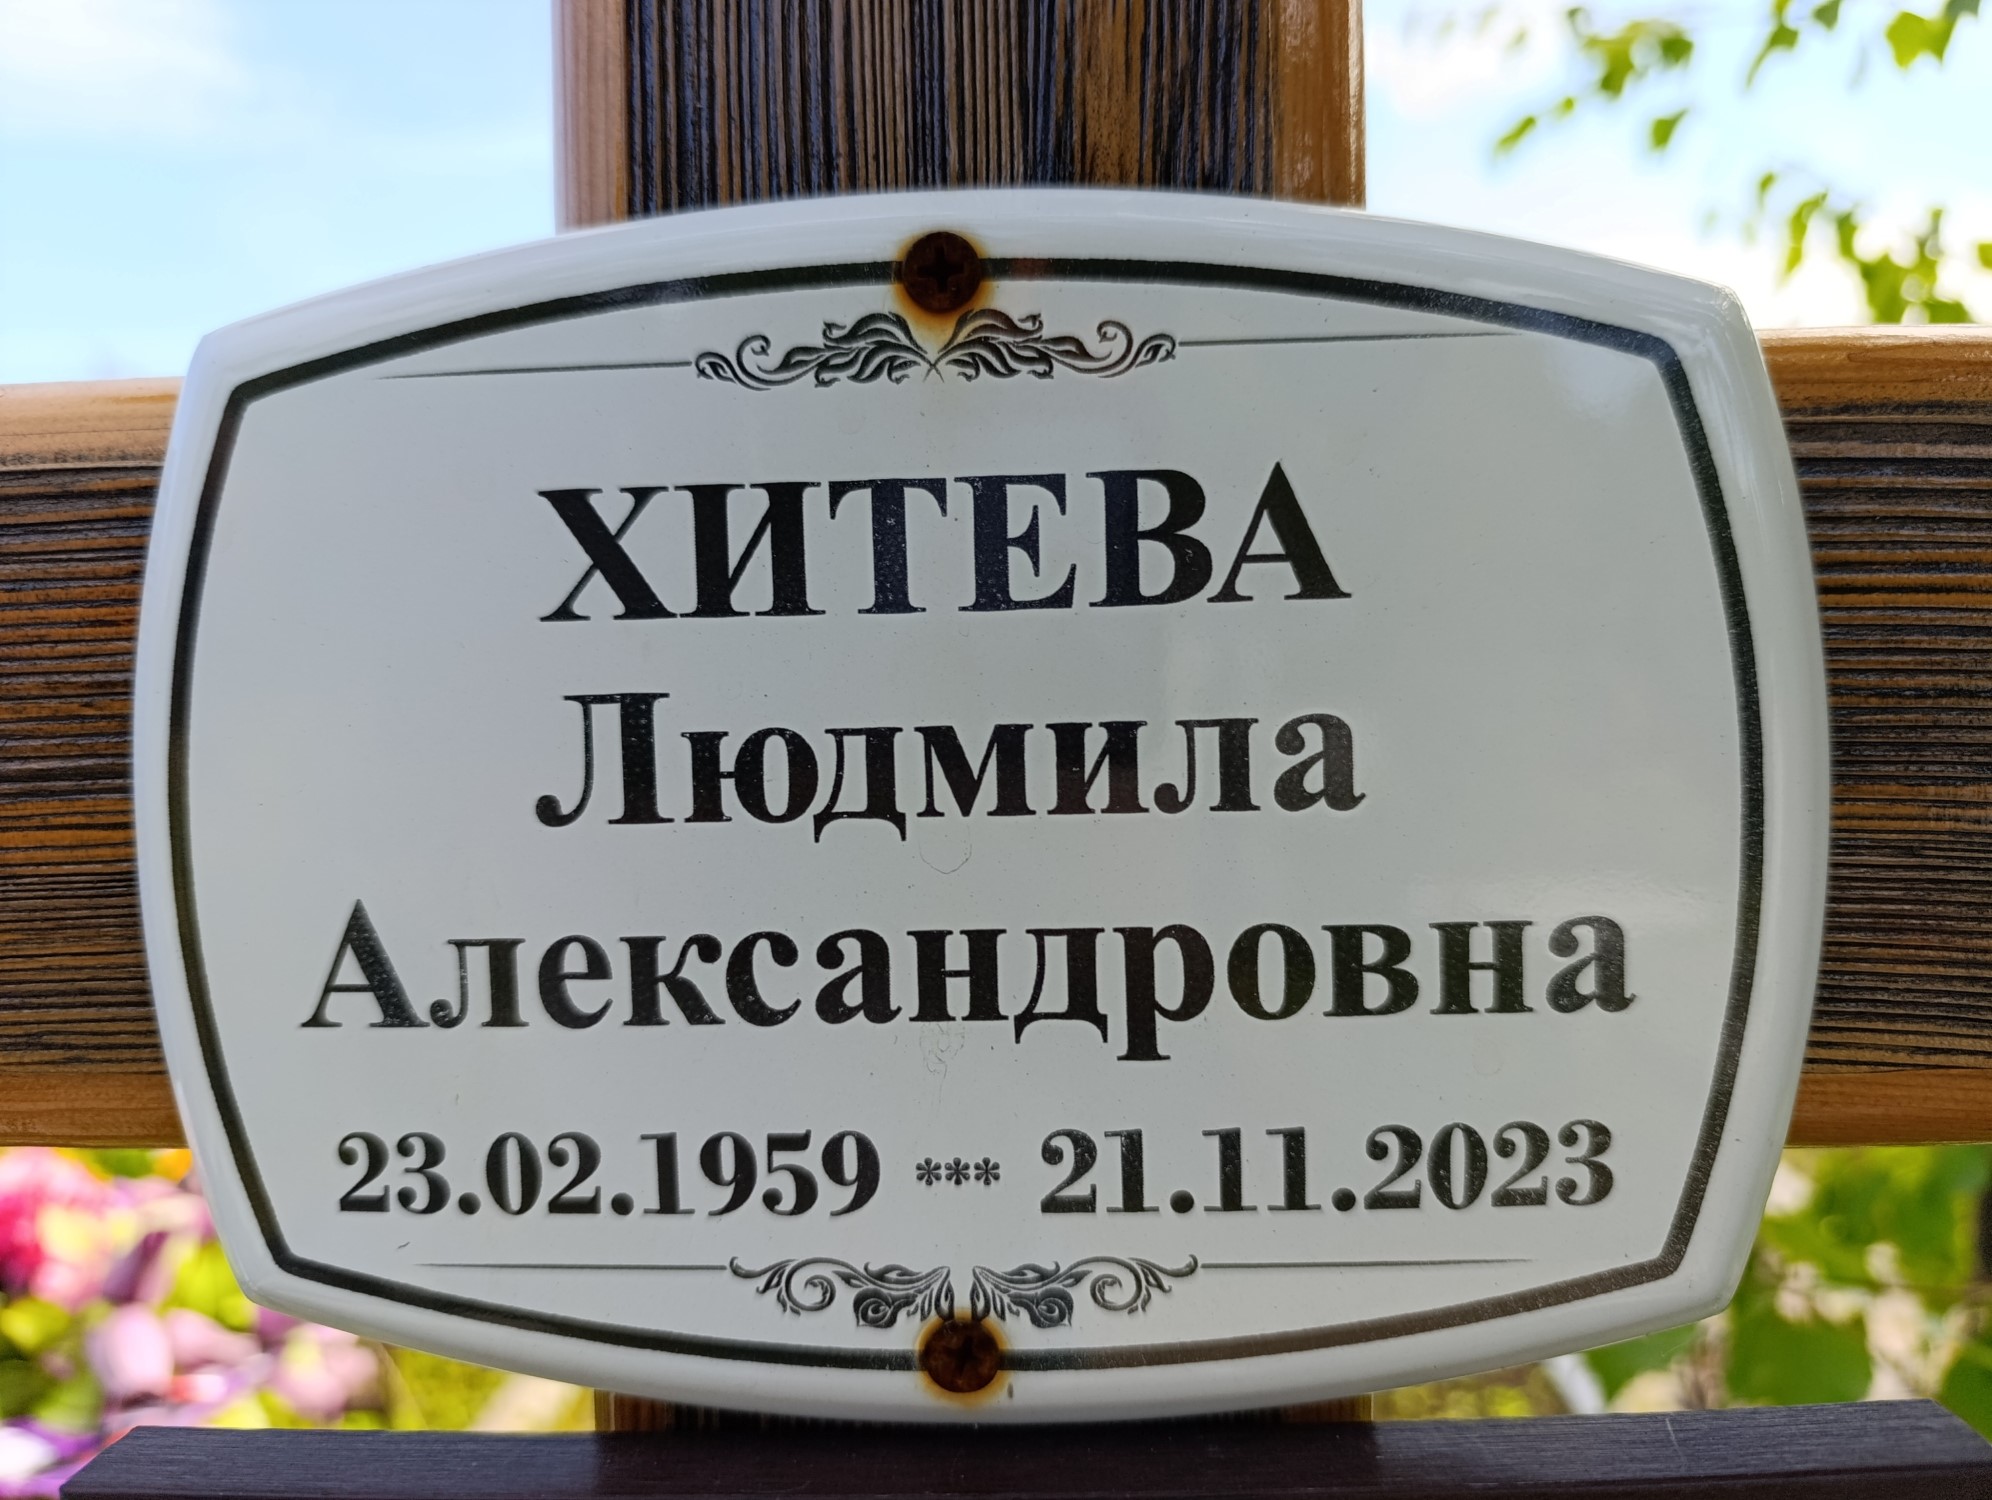 ХИТЕВА
Людмила
Александровна
23.02.1959 *** 21.11.2023